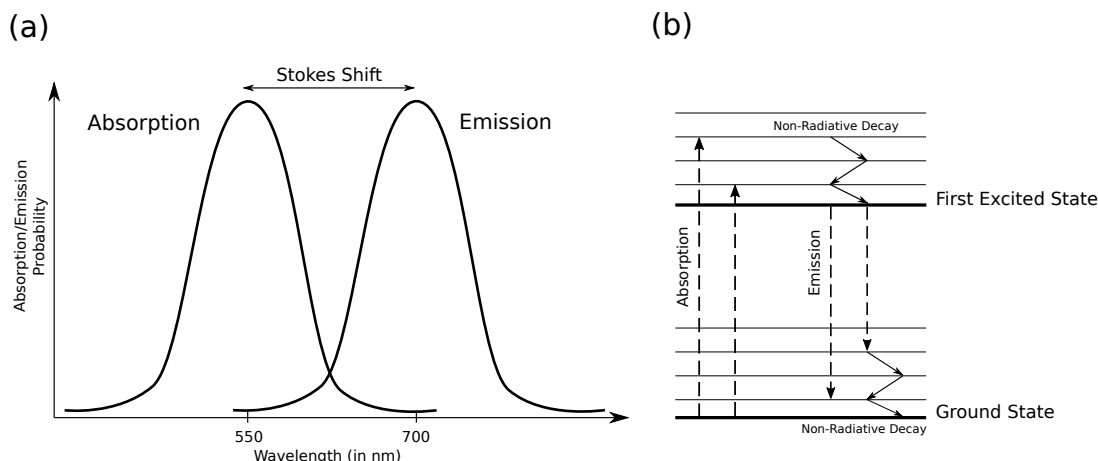 (a)
Stokes Shift
Absorption
Emission
Absorption/Emission
Probability
550
700
Wavelength (in nm)
(b)
Non-Radiative Decay
First Excited State
Absorption
Emission
Ground State
Non-Radiative Decay